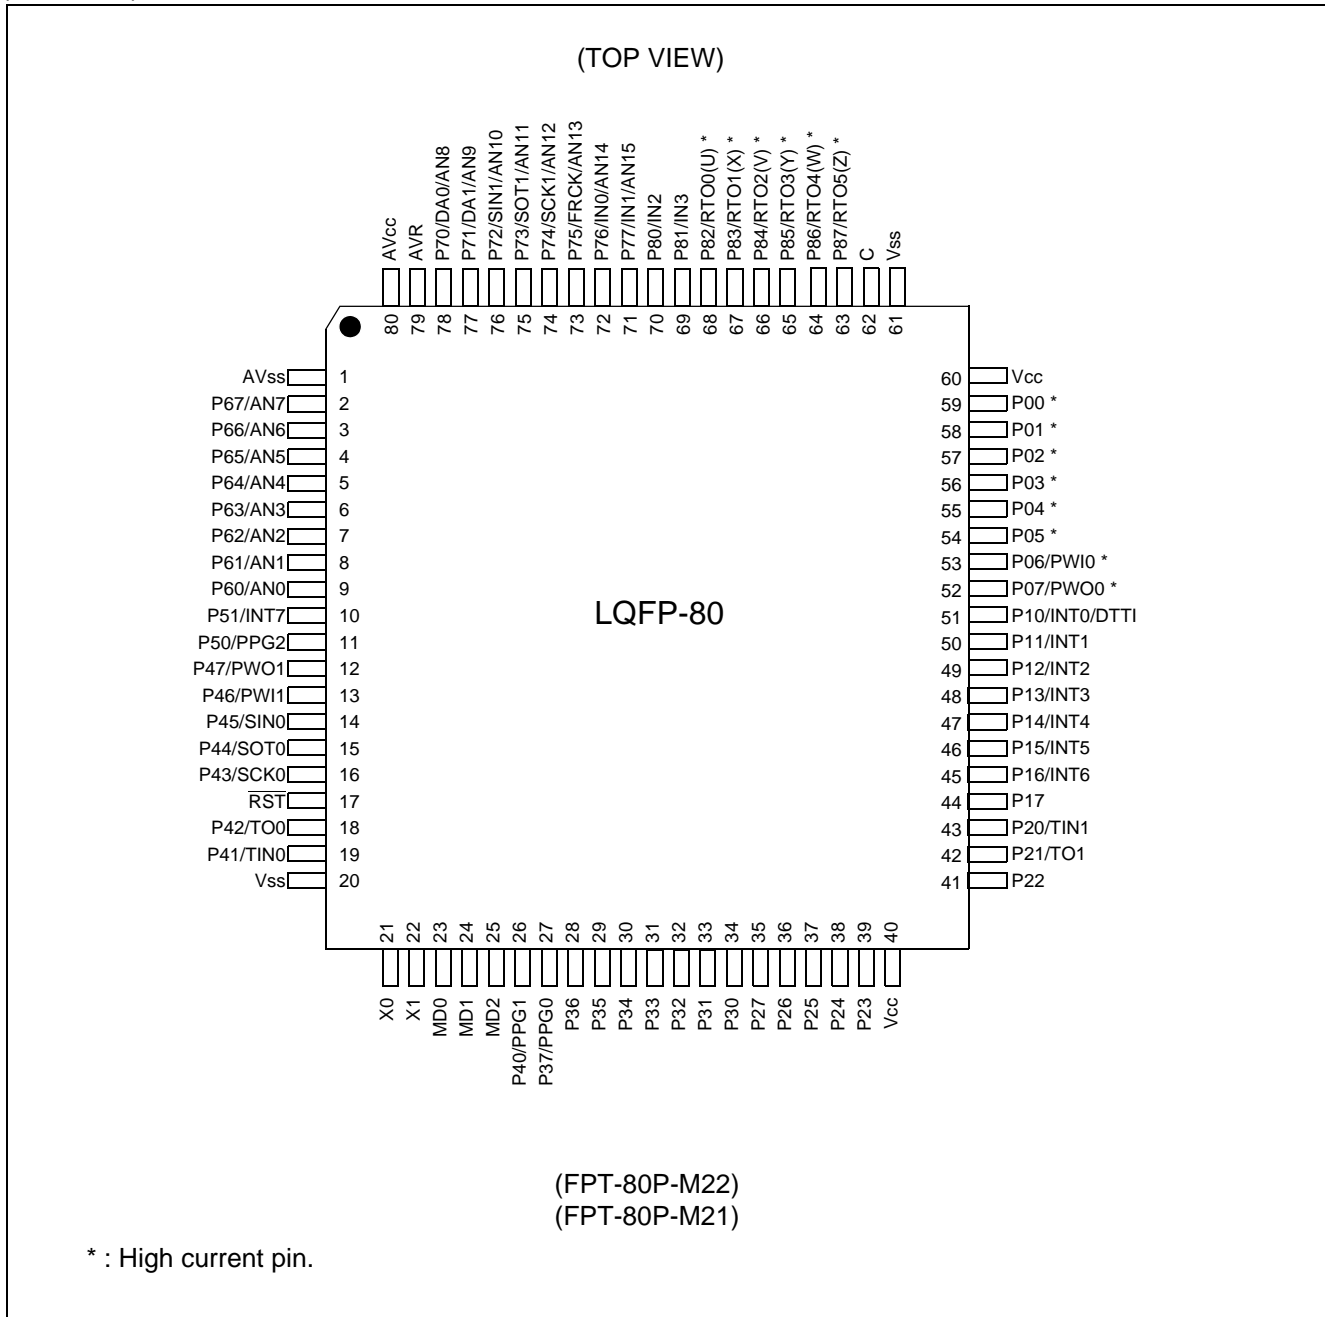 (TOP VIEW)
AVcc
AVR
P70/DA0/AN8
P71/DA1/AN9
P72/SIN1/AN10
P73/SOT1/AN11
P74/SCK1/AN12
P75/FRCK/AN13
P76/IN0/AN14
P77/IN1/AN15
P80/IN2
P81/IN3
P82/RTO0(U) *
P83/RTO1(X) *
P84/RTO2(V) *
P85/RTO3(Y) *
P86/RTO4(W) *
P87/RTO5(Z) *
C
Vss
80
79
78
77
76
75
74
73
72
71
70
69
68
67
66
65
64
63
62
61
AVss 1
P67/AN7 2
P66/AN6 3
P65/AN5 4
P64/AN4 5
P63/AN3 6
P62/AN2 7
P61/AN1 8
P60/AN0 9
P51/INT7 10
P50/PPG2 11
P47/PWO1 12
P46/PWI1 13
P45/SIN0 14
P44/SOT0 15
P43/SCK0 16
RST 17
P42/TO0 18
P41/TIN0 19
Vss 20
LQFP-80
60 Vcc
59 P00 *
58 P01 *
57 P02 *
56 P03 *
55 P04 *
54 P05 *
53 P06/PWI0 *
52 P07/PWO0 *
51 P10/INT0/DTTI
50 P11/INT1
49 P12/INT2
48 P13/INT3
47 P14/INT4
46 P15/INT5
45 P16/INT6
44 P17
43 P20/TIN1
42 P21/TO1
41 P22
21
22
23
24
25
26
27
28
29
30
31
32
33
34
35
36
37
38
39
40
X0
X1
MD0
MD1
MD2
P40/PPG1
P37/PPG0
P36
P35
P34
P33
P32
P31
P30
P27
P26
P25
P24
P23
Vcc
(FPT-80P-M22)
(FPT-80P-M21)
* : High current pin.